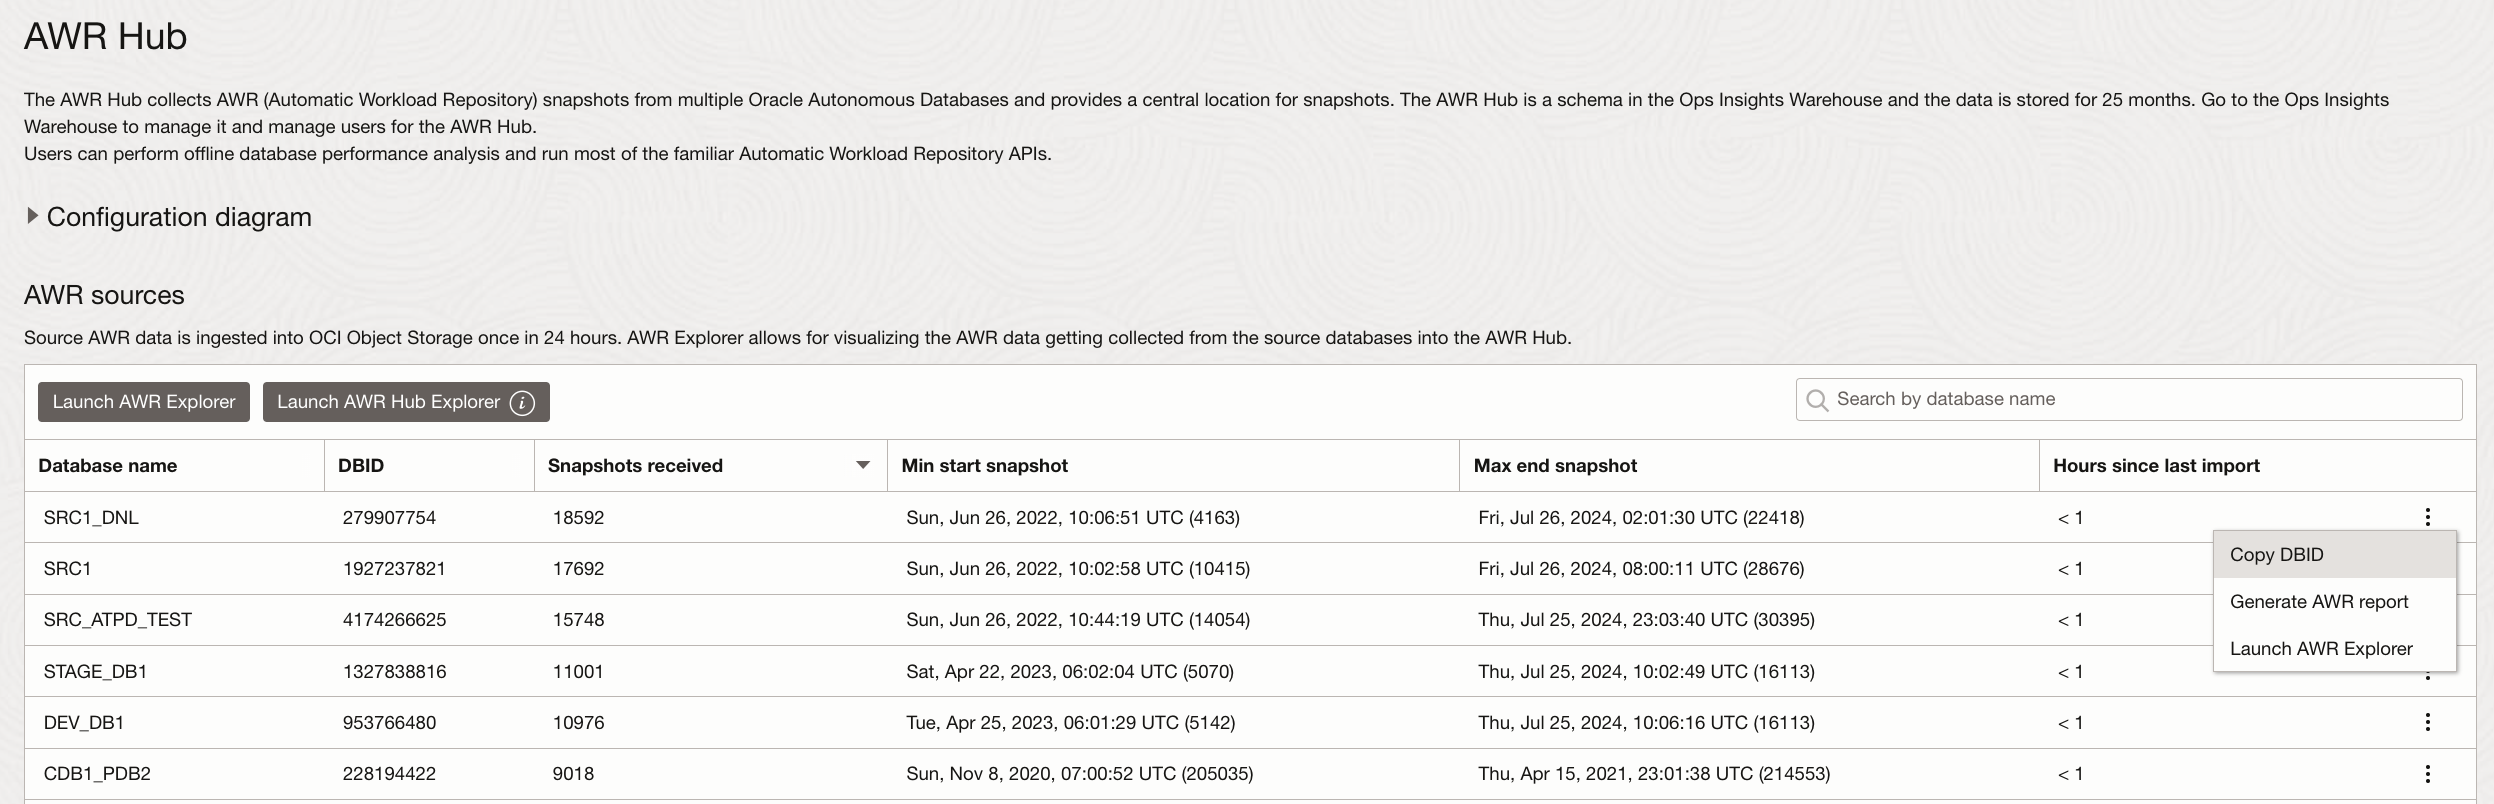 AWR Hub
The AWR Hub collects AWR (Automatic Workload Repository) snapshots from multiple Oracle Autonomous Databases and provides a central location for snapshots. The AWR Hub is a schema in the Ops Insights Warehouse and the data is stored for 25 months. Go to the Ops Insights
Warehouse to manage it and manage users for the AWR Hub.
Users can perform offline database performance analysis and run most of the familiar Automatic Workload Repository APIs.
Configuration diagram
AWR sources
Source AWR data is ingested into OCI Object Storage once in 24 hours. AWR Explorer allows for visualizing the AWR data getting collected from the source databases into the AWR Hub.
Launch AWR Explorer Launch AWR Hub Explorer i Search by database name
Database name DBID Snapshots received Min start snapshot Max end snapshot Hours since last import
SRC1_DNL 279907754 18592 Sun, Jun 26, 2022, 10:06:51 UTC (4163) Fri, Jul 26, 2024, 02:01:30 UTC (22418) < 1
Copy DBID
SRC1 1927237821 17692 Sun, Jun 26, 2022, 10:02:58 UTC (10415) Fri, Jul 26, 2024, 08:00:11 UTC (28676) < 1
Generate AWR report
SRC_ATPD_TEST 4174266625 15748 Sun, Jun 26, 2022, 10:44:19 UTC (14054) Thu, Jul 25, 2024, 23:03:40 UTC (30395) < 1
Launch AWR Explorer
STAGE_DB1 1327838816 11001 Sat, Apr 22, 2023, 06:02:04 UTC (5070) Thu, Jul 25, 2024, 10:02:49 UTC (16113) < 1
DEV_DB1 953766480 10976 Tue, Apr 25, 2023, 06:01:29 UTC (5142) Thu, Jul 25, 2024, 10:06:16 UTC (16113) < 1
CDB1_PDB2 228194422 9018 Sun, Nov 8, 2020, 07:00:52 UTC (205035) Thu, Apr 15, 2021, 23:01:38 UTC (214553) < 1